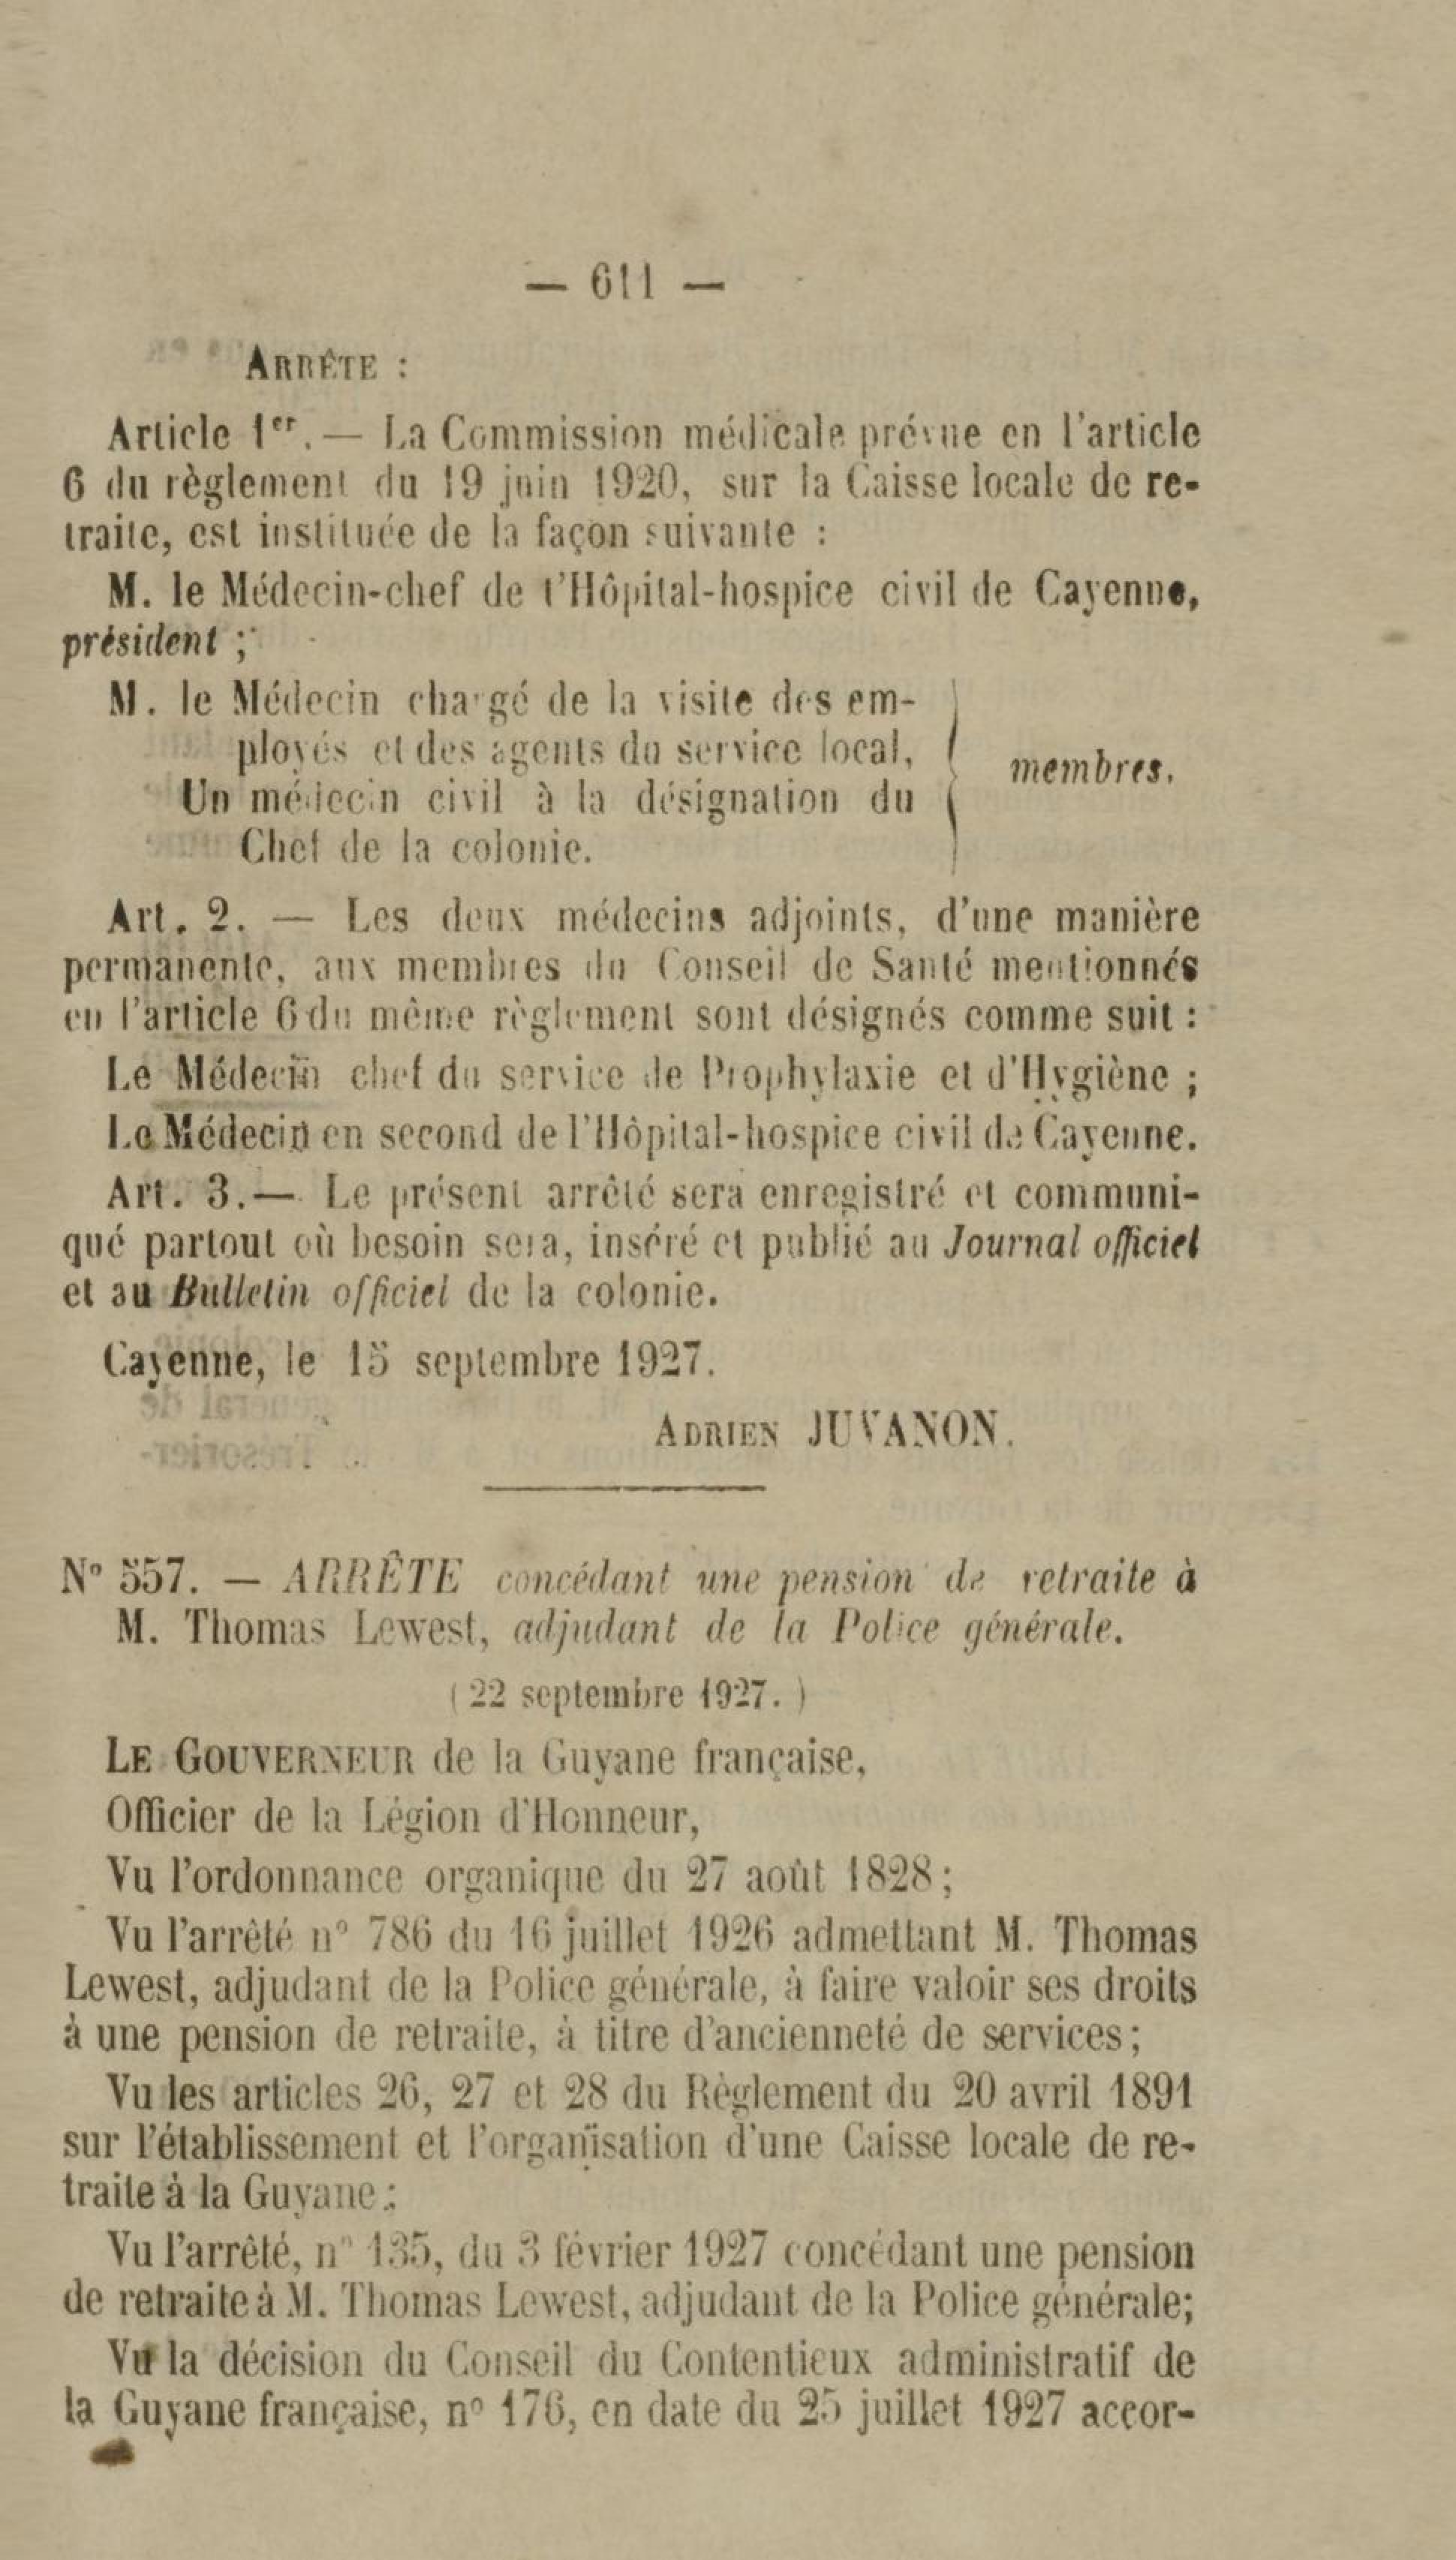 — 611 —
ARRÊTE :
Article 1er. — La Commission médicale prévue en l'article
6 du règlement du 19 juin 1920, sur la Caisse locale de re-
traite, est instituée de la façon suivante :
M. le Médecin-chef de l'Hôpital-hospice civil de Cayenne,
président ;
M. le Médecin chargé de la visite des em-
ployés et des agents du service local,
membres.
Un médecin civil à la désignation du
Chef de la colonie.
Art. 2. — Les deux médecins adjoints, d'une manière
permanente, aux membres du Conseil de Santé mentionnés
en l'article 6 du même règlement sont désignés comme suit :
Le Médecin chef du service de Prophylaxie et d'Hygiène ;
Le Médecin en second de l'Hôpital-hospice civil de Cayenne.
Art. 3. — Le présent arrêté sera enregistré et communi-
qué partout où besoin sera, inséré et publié au Journal officiel
et au Bulletin officiel de la colonie.
Cayenne, le 15 septembre 1927.
ADRIEN JUVANON.
N° 557. — ARRÊTE concédant une pension de retraite à
M. Thomas Lewest, adjudant de la Police générale.
( 22 septembre 1927. )
LE GOUVERNEUR de la Guyane française,
Officier de la Légion d'Honneur,
Vu l'ordonnance organique du 27 août 1828 ;
Vu l'arrêté n° 786 du 16 juillet 1926 admettant M. Thomas
Lewest, adjudant de la Police générale, à faire valoir ses droits
à une pension de retraite, à titre d'ancienneté de services ;
Vu les articles 26, 27 et 28 du Règlement du 20 avril 1891
sur l'établissement et l'organisation d'une Caisse locale de re-
traite à la Guyane ;
Vu l'arrêté, n° 135, du 3 février 1927 concédant une pension
de retraite à M. Thomas Lewest, adjudant de la Police générale;
Vu la décision du Conseil du Contentieux administratif de
la Guyane française, n° 176, en date du 25 juillet 1927 accor-